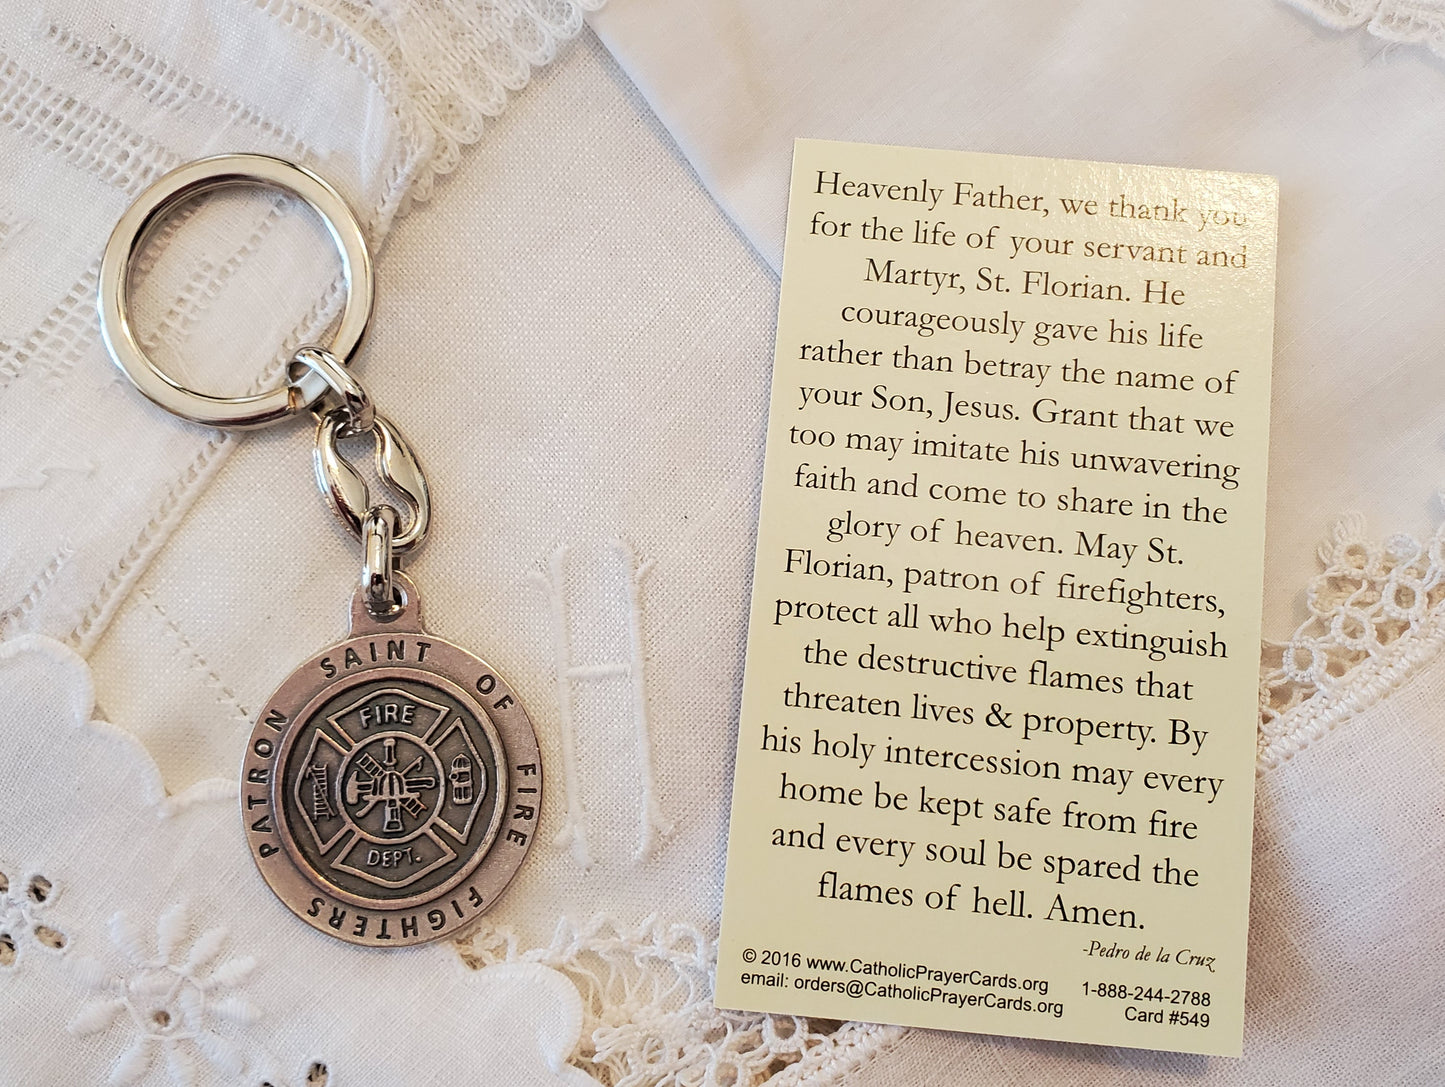 PATRON SAINT OF FIRE FIGHTERS
FIRE
DEPT.
Heavenly Father, we thank you
for the life of your servant and
Martyr, St. Florian. He
courageously gave his life
rather than betray the name of
your Son, Jesus. Grant that we
too may imitate his unwavering
faith and come to share in the
glory of heaven. May St.
Florian, patron of firefighters,
protect all who help extinguish
the destructive flames that
threaten lives & property. By
his holy intercession may every
home be kept safe from fire
and every soul be spared the
flames of hell. Amen.
-Pedro de la Cruz
© 2016 www.CatholicPrayerCards.org 1-888-244-2788
email: orders@CatholicPrayerCards.org Card #549